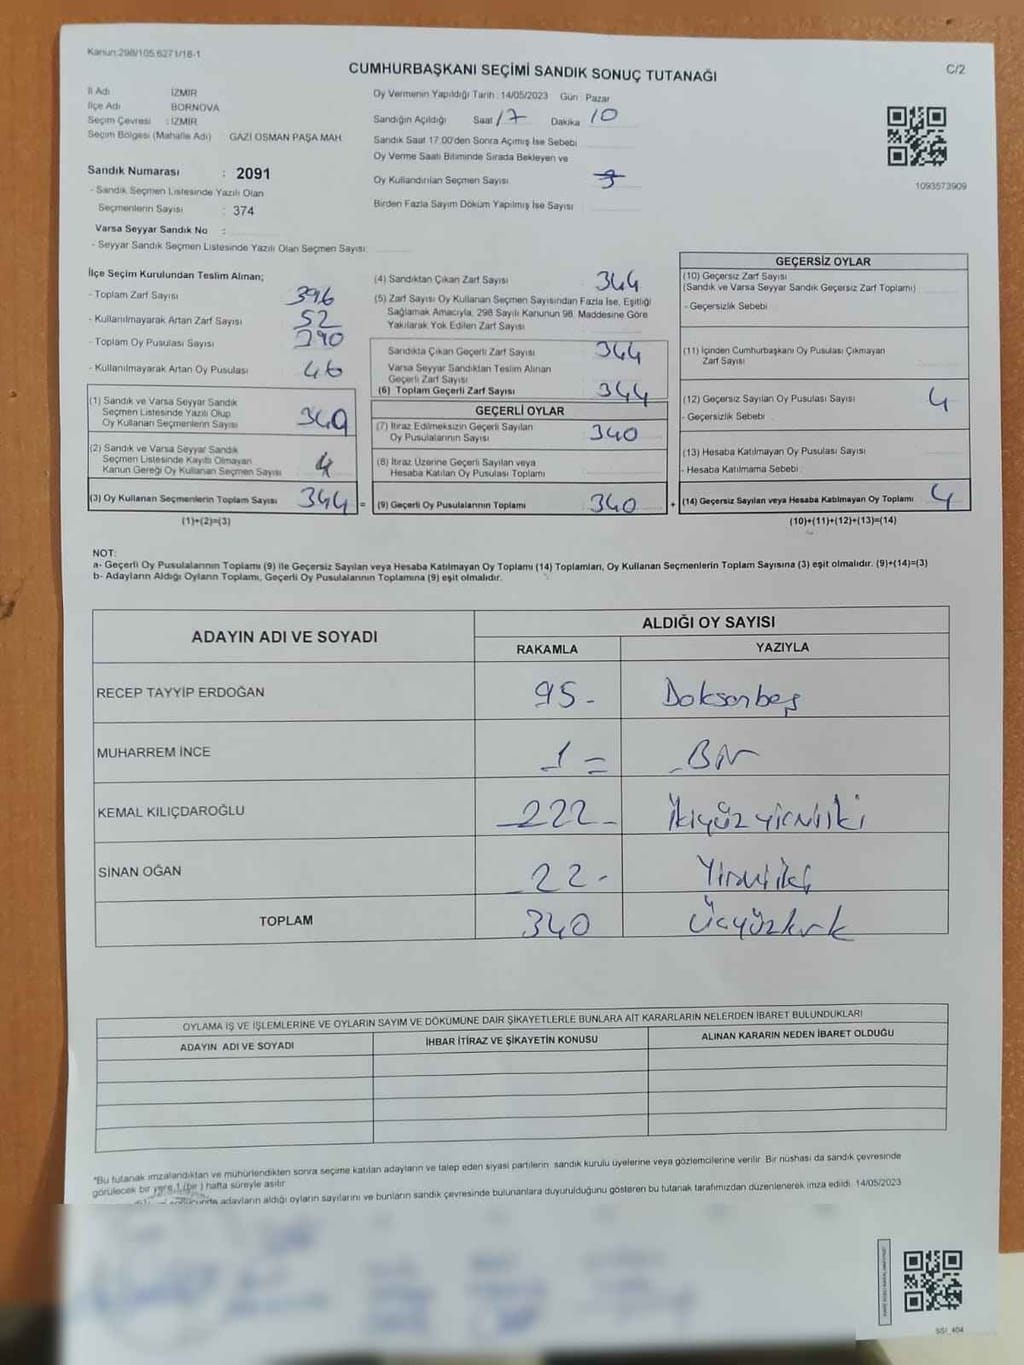 Kanun:298/105,6271/18-1
CUMHURBAŞKANI SEÇİMİ SANDIK SONUÇ TUTANAĞI
C/2
İl Adı İZMİR
İlçe Adı BORNOVA
Seçim Çevresi : İZMİR
Seçim Bölgesi (Mahalle Adı) GAZİ OSMAN PAŞA MAH
Sandık Numarası : 2091
- Sandık Seçmen Listesinde Yazılı Olan
Seçmenlerin Sayısı : 374
Varsa Seyyar Sandık No :
- Seyyar Sandık Seçmen Listesinde Yazılı Olan Seçmen Sayısı:
Oy Vermenin Yapıldığı Tarih : 14/05/2023 Gün : Pazar
Sandığın Açıldığı Saat 17 Dakika 10
Sandık Saat 17.00'den Sonra Açımış İse Sebebi
Oy Verme Saati Bitiminde Sırada Bekleyen ve
Oy Kullandırılan Seçmen Sayısı
Birden Fazla Sayım Döküm Yapılmış İse Sayısı
1093573909
İlçe Seçim Kurulundan Teslim Alınan;
- Toplam Zarf Sayısı 396
- Kullanılmayarak Artan Zarf Sayısı 52
- Toplam Oy Pusulası Sayısı 390
- Kullanılmayarak Artan Oy Pusulası 46
(1) Sandık ve Varsa Seyyar Sandık
Seçmen Listesinde Yazılı Olup
Oy Kullanan Seçmenlerin Sayısı 340
(2) Sandık ve Varsa Seyyar Sandık
Seçmen Listesinde Kayıtlı Olmayan
Kanun Gereği Oy Kullanan Seçmen Sayısı 4
(3) Oy Kullanan Seçmenlerin Toplam Sayısı 344 =
(1)+(2)=(3)
(4) Sandıktan Çıkan Zarf Sayısı 344
(5) Zarf Sayısı Oy Kullanan Seçmen Sayısından Fazla İse, Eşitliği
Sağlamak Amacıyla, 298 Sayılı Kanunun 98. Maddesine Göre
Yakılarak Yok Edilen Zarf Sayısı
Sandıkta Çıkan Geçerli Zarf Sayısı 344
Varsa Seyyar Sandıktan Teslim Alınan
Geçerli Zarf Sayısı
(6) Toplam Geçerli Zarf Sayısı 344
GEÇERLİ OYLAR
(7) İtiraz Edilmeksizin Geçerli Sayılan
Oy Pusulalarının Sayısı 340
(8) İtiraz Üzerine Geçerli Sayılan veya
Hesaba Katılan Oy Pusulası Toplamı
(9) Geçerli Oy Pusulalarının Toplamı 340 +
GEÇERSİZ OYLAR
(10) Geçersiz Zarf Sayısı
(Sandık ve Varsa Seyyar Sandık Geçersiz Zarf Toplamı)
- Geçersizlik Sebebi
(11) İçinden Cumhurbaşkanı Oy Pusulası Çıkmayan
Zarf Sayısı
(12) Geçersiz Sayılan Oy Pusulası Sayısı 4
- Geçersizlik Sebebi
(13) Hesaba Katılmayan Oy Pusulası Sayısı
- Hesaba Katılmama Sebebi
(14) Geçersiz Sayılan veya Hesaba Katılmayan Oy Toplamı 4
(10)+(11)+(12)+(13)=(14)
NOT:
a- Geçerli Oy Pusulalarının Toplamı (9) ile Geçersiz Sayılan veya Hesaba Katılmayan Oy Toplamı (14) Toplamları, Oy Kullanan Seçmenlerin Toplam Sayısına (3) eşit olmalıdır. (9)+(14)=(3)
b- Adayların Aldığı Oyların Toplamı, Geçerli Oy Pusulalarının Toplamına (9) eşit olmalıdır.
ADAYIN ADI VE SOYADI
ALDIĞI OY SAYISI
RAKAMLA YAZIYLA
RECEP TAYYİP ERDOĞAN 95- Doksanbeş
MUHARREM İNCE 1 = -Bir
KEMAL KILIÇDAROĞLU -222- İkiyüzyirmiiki
SİNAN OĞAN -22- Yirmiiki
TOPLAM 340 Üçyüzkırk
OYLAMA İŞ VE İŞLEMLERİNE VE OYLARIN SAYIM VE DÖKÜMÜNE DAİR ŞİKAYETLERLE BUNLARA AİT KARARLARIN NELERDEN İBARET BULUNDUKLARI
ADAYIN ADI VE SOYADI İHBAR İTİRAZ VE ŞİKAYETİN KONUSU ALINAN KARARIN NEDEN İBARET OLDUĞU
*Bu tutanak imzalandıktan ve mühürlendikten sonra seçime katılan adayların ve talep eden siyasi partilerin sandık kurulu üyelerine veya gözlemcilerine verilir. Bir nüshası da sandık çevresinde
görülecek bir yere 1 (bir) hafta süreyle asılır.
adayların aldığı oyların sayılarını ve bunların sandık çevresinde bulunanlara duyurulduğunu gösteren bu tutanak tarafımızdan düzenlenerek imza edildi. 14/05/2023
SSI_404